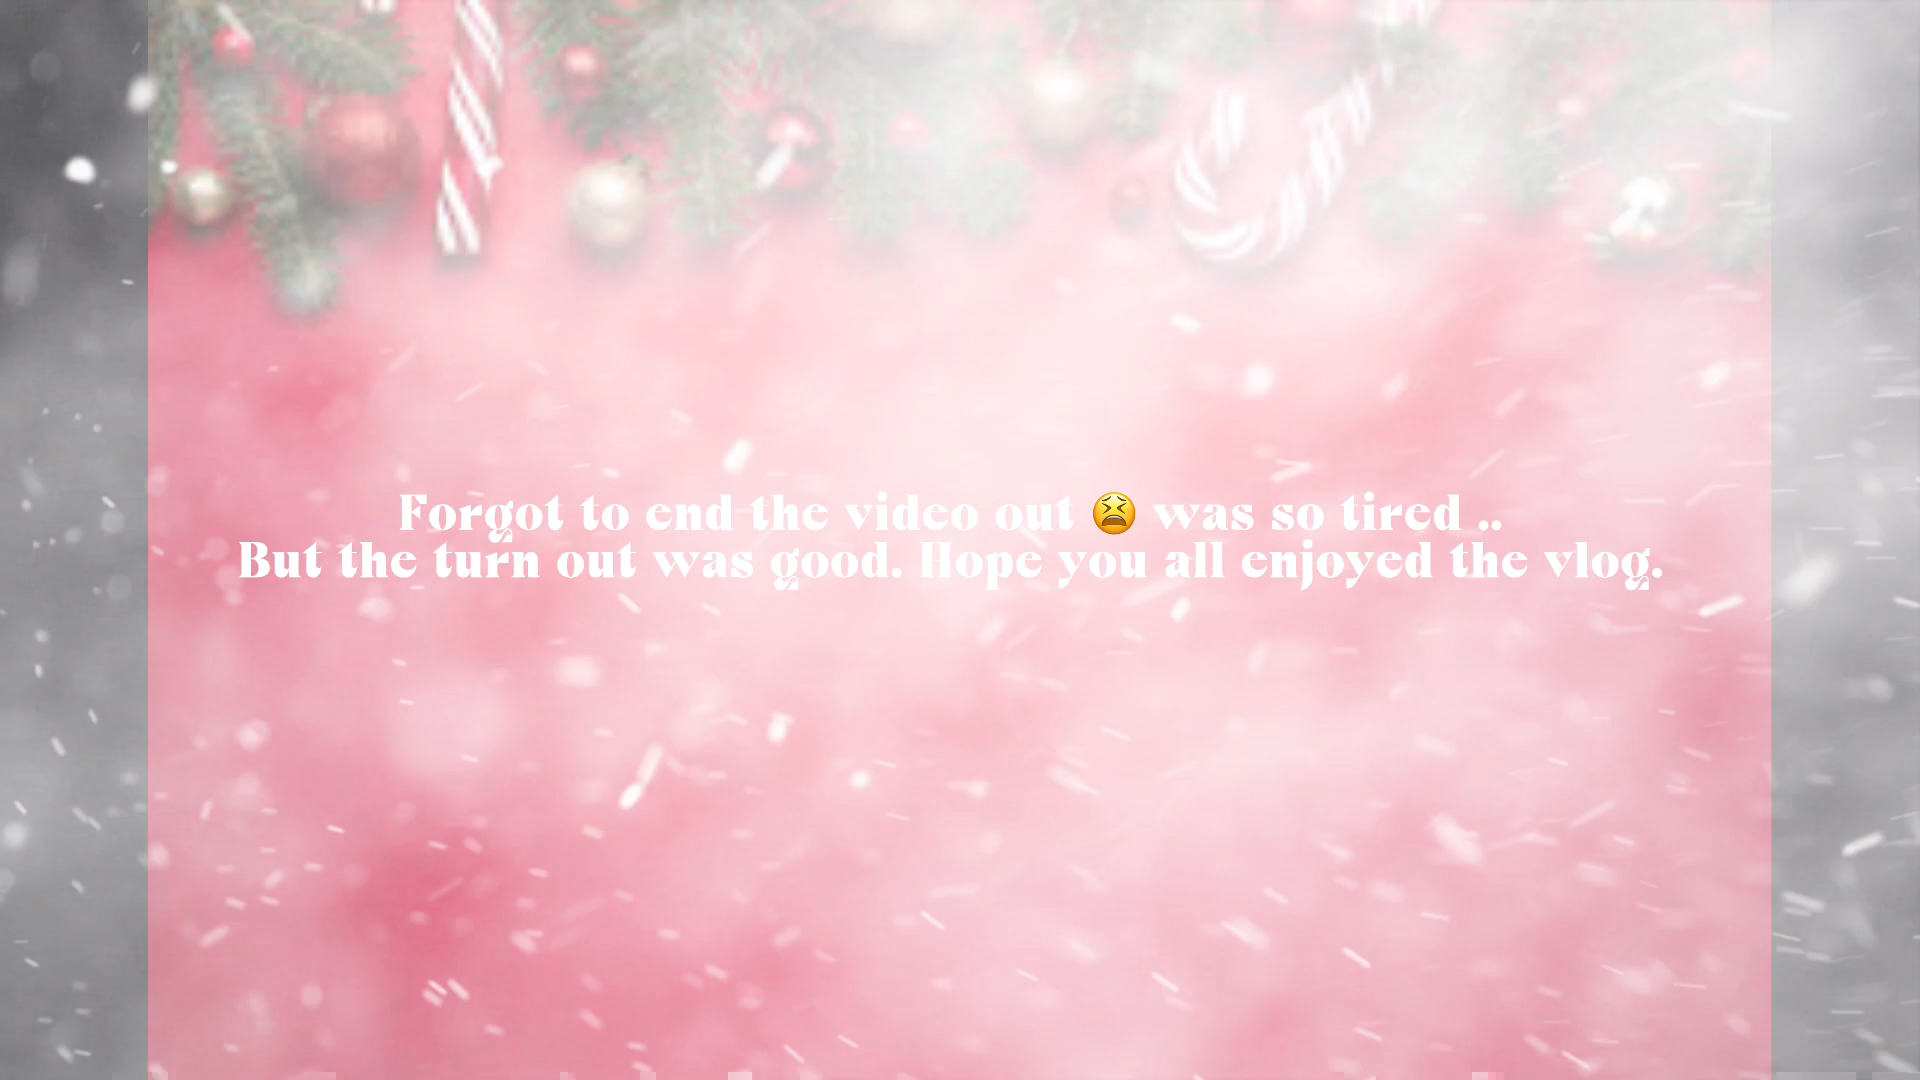 Forgot to end the video out 😫 was so tired ..
But the turn out was good. Hope you all enjoyed the vlog.